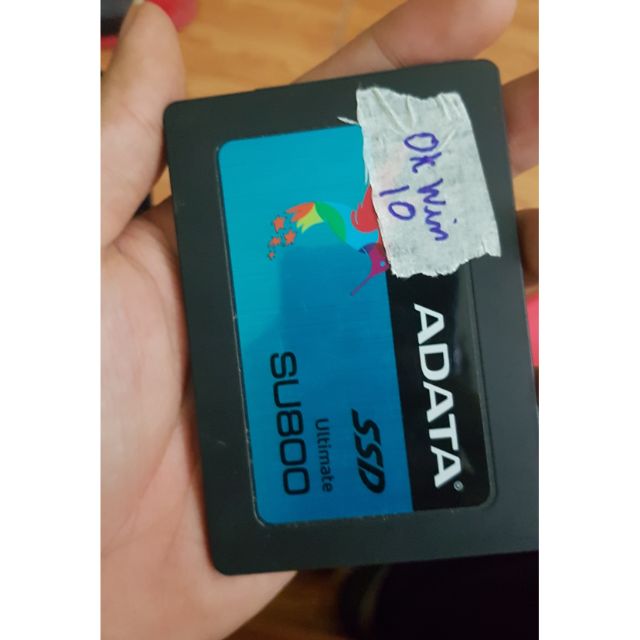 Ok Win
10
ADATA®
SSD
Ultimate
SU800